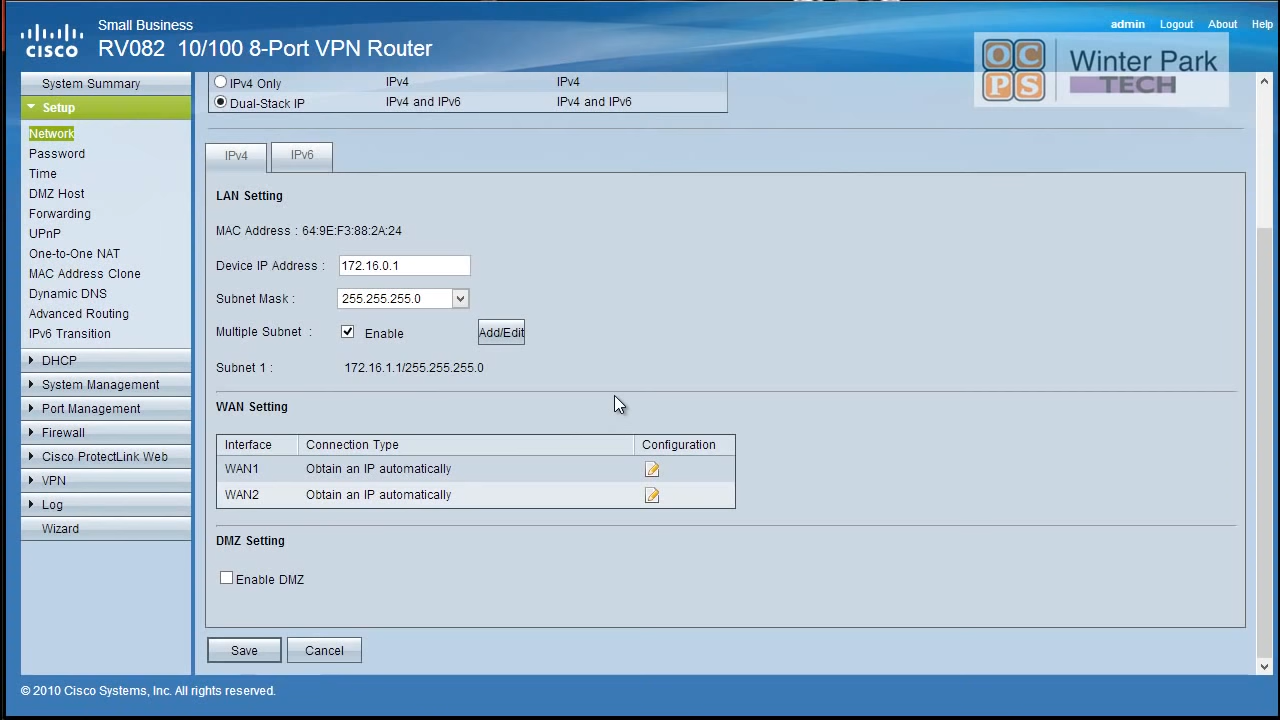 Small Business
CISCO RV082 10/100 8-Port VPN Router
admin Logout About Help
OCPS Winter Park TECH
System Summary
Setup
Network
Password
Time
DMZ Host
Forwarding
UPnP
One-to-One NAT
MAC Address Clone
Dynamic DNS
Advanced Routing
IPv6 Transition
DHCP
System Management
Port Management
Firewall
Cisco ProtectLink Web
VPN
Log
Wizard
IPv4 Only IPv4 IPv4
Dual-Stack IP IPv4 and IPv6 IPv4 and IPv6
IPv4 IPv6
LAN Setting
MAC Address : 64:9E:F3:88:2A:24
Device IP Address : 172.16.0.1
Subnet Mask : 255.255.255.0
Multiple Subnet : Enable Add/Edit
Subnet 1 : 172.16.1.1/255.255.255.0
WAN Setting
Interface Connection Type Configuration
WAN1 Obtain an IP automatically
WAN2 Obtain an IP automatically
DMZ Setting
Enable DMZ
Save Cancel
© 2010 Cisco Systems, Inc. All rights reserved.